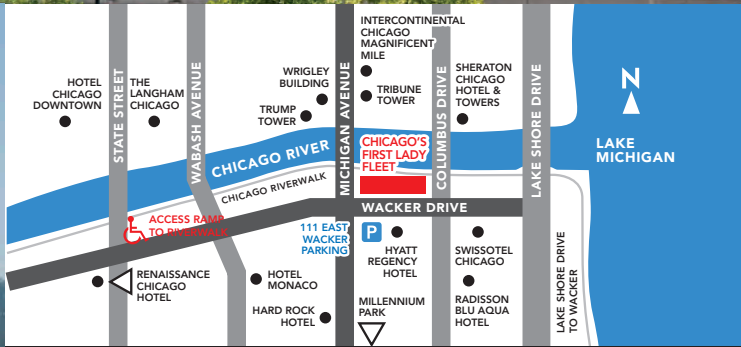 INTERCONTINENTAL
CHICAGO
MAGNIFICENT
MILE
HOTEL
CHICAGO
DOWNTOWN
STATE STREET
THE
LANGHAM
CHICAGO
WABASH AVENUE
WRIGLEY
BUILDING
TRUMP
TOWER
MICHIGAN AVENUE
TRIBUNE
TOWER
COLUMBUS DRIVE
SHERATON
CHICAGO
HOTEL &
TOWERS
LAKE SHORE DRIVE
N
LAKE
MICHIGAN
CHICAGO RIVER
CHICAGO'S
FIRST LADY
FLEET
CHICAGO RIVERWALK
WACKER DRIVE
ACCESS RAMP
TO RIVERWALK
111 EAST
WACKER
PARKING
P
HYATT
REGENCY
HOTEL
SWISSOTEL
CHICAGO
RENAISSANCE
CHICAGO
HOTEL
HOTEL
MONACO
HARD ROCK
HOTEL
MILLENNIUM
PARK
RADISSON
BLU AQUA
HOTEL
LAKE SHORE DRIVE
TO WACKER